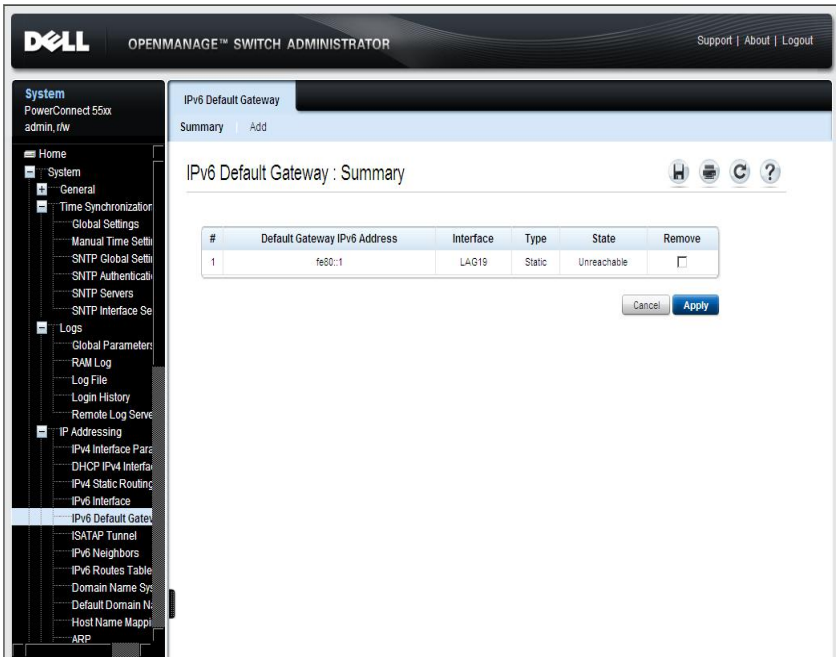 DELL OPENMANAGE™ SWITCH ADMINISTRATOR Support | About | Logout
System
PowerConnect 55xx
admin, r/w
Home
System
General
Time Synchronization
Global Settings
Manual Time Settin
SNTP Global Settin
SNTP Authenticati
SNTP Servers
SNTP Interface Se
Logs
Global Parameters
RAM Log
Log File
Login History
Remote Log Serve
IP Addressing
IPv4 Interface Para
DHCP IPv4 Interfa
IPv4 Static Routing
IPv6 Interface
IPv6 Default Gatew
ISATAP Tunnel
IPv6 Neighbors
IPv6 Routes Table
Domain Name Sys
Default Domain Na
Host Name Mappi
ARP
IPv6 Default Gateway
Summary Add
IPv6 Default Gateway : Summary
# Default Gateway IPv6 Address Interface Type State Remove
1 fe80::1 LAG19 Static Unreachable
Cancel Apply